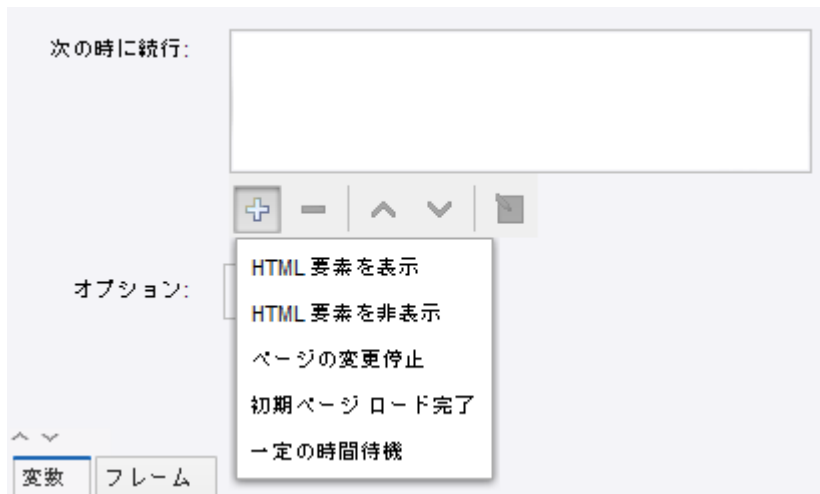 次の時に続行:
HTML 要素を表示
オプション:
HTML 要素を非表示
ページの変更停止
初期ページ ロード完了
一定の時間待機
変数 フレーム